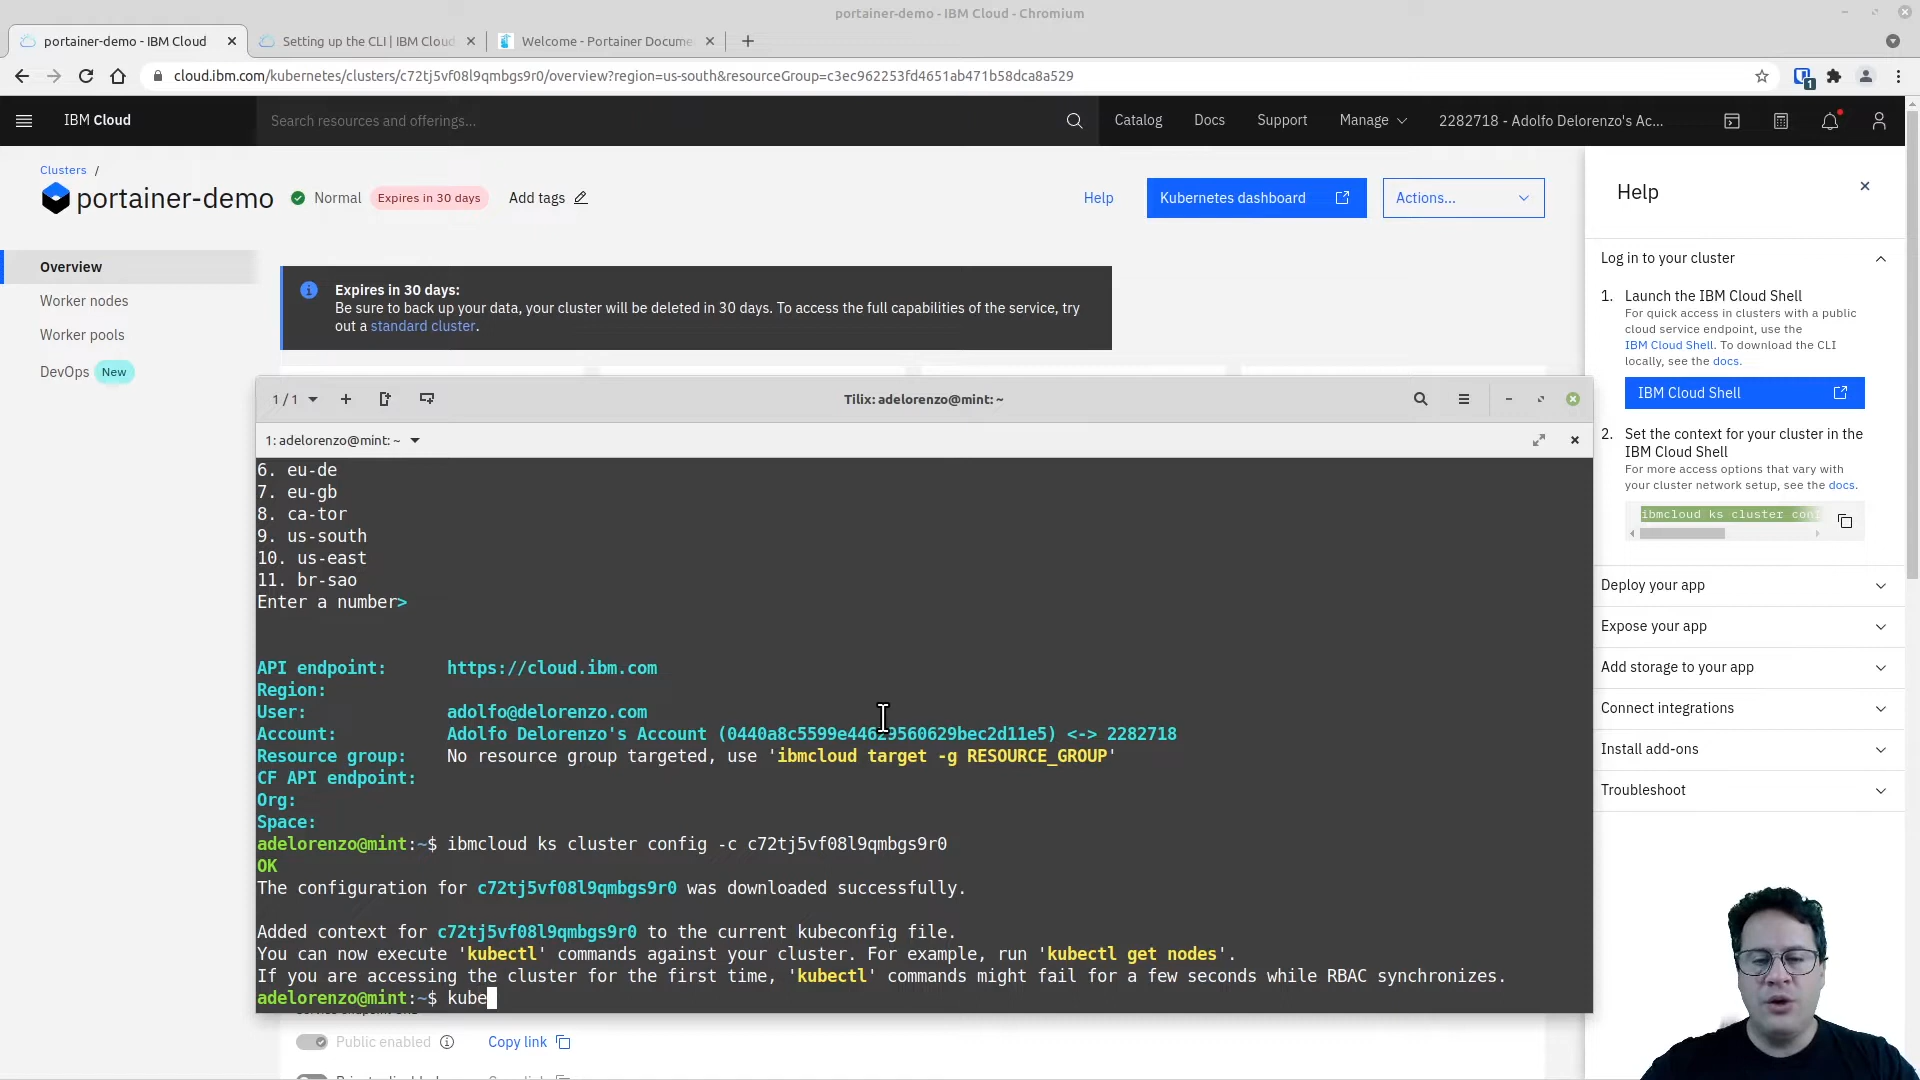 portainer-demo - IBM Cloud - Chromium
portainer-demo - IBM Cloud
Setting up the CLI | IBM Cloud
Welcome - Portainer Docume
cloud.ibm.com/kubernetes/clusters/c72tj5vf08l9qmbgs9r0/overview?region=us-south&resourceGroup=c3ec962253fd4651ab471b58dca8a529
1
IBM Cloud
Search resources and offerings...
Catalog
Docs
Support
Manage
2282718 - Adolfo Delorenzo's Ac...
Clusters /
portainer-demo
Normal
Expires in 30 days
Add tags
Help
Kubernetes dashboard
Actions...
Overview
Worker nodes
Worker pools
DevOps New
Expires in 30 days:
Be sure to back up your data, your cluster will be deleted in 30 days. To access the full capabilities of the service, try
out a standard cluster.
Help
Log in to your cluster
1. Launch the IBM Cloud Shell
For quick access in clusters with a public
cloud service endpoint, use the
IBM Cloud Shell. To download the CLI
locally, see the docs.
IBM Cloud Shell
2. Set the context for your cluster in the
IBM Cloud Shell
For more access options that vary with
your cluster network setup, see the docs.
ibmcloud ks cluster con
Deploy your app
Expose your app
Add storage to your app
Connect integrations
Install add-ons
Troubleshoot
1 / 1
Tilix: adelorenzo@mint: ~
1: adelorenzo@mint: ~
6. eu-de
7. eu-gb
8. ca-tor
9. us-south
10. us-east
11. br-sao
Enter a number>
API endpoint: https://cloud.ibm.com
Region:
User: adolfo@delorenzo.com
Account: Adolfo Delorenzo's Account (0440a8c5599e44629560629bec2d11e5) <-> 2282718
Resource group: No resource group targeted, use 'ibmcloud target -g RESOURCE_GROUP'
CF API endpoint:
Org:
Space:
adelorenzo@mint:~$ ibmcloud ks cluster config -c c72tj5vf08l9qmbgs9r0
OK
The configuration for c72tj5vf08l9qmbgs9r0 was downloaded successfully.
Added context for c72tj5vf08l9qmbgs9r0 to the current kubeconfig file.
You can now execute 'kubectl' commands against your cluster. For example, run 'kubectl get nodes'.
If you are accessing the cluster for the first time, 'kubectl' commands might fail for a few seconds while RBAC synchronizes.
adelorenzo@mint:~$ kube
Public enabled
Copy link